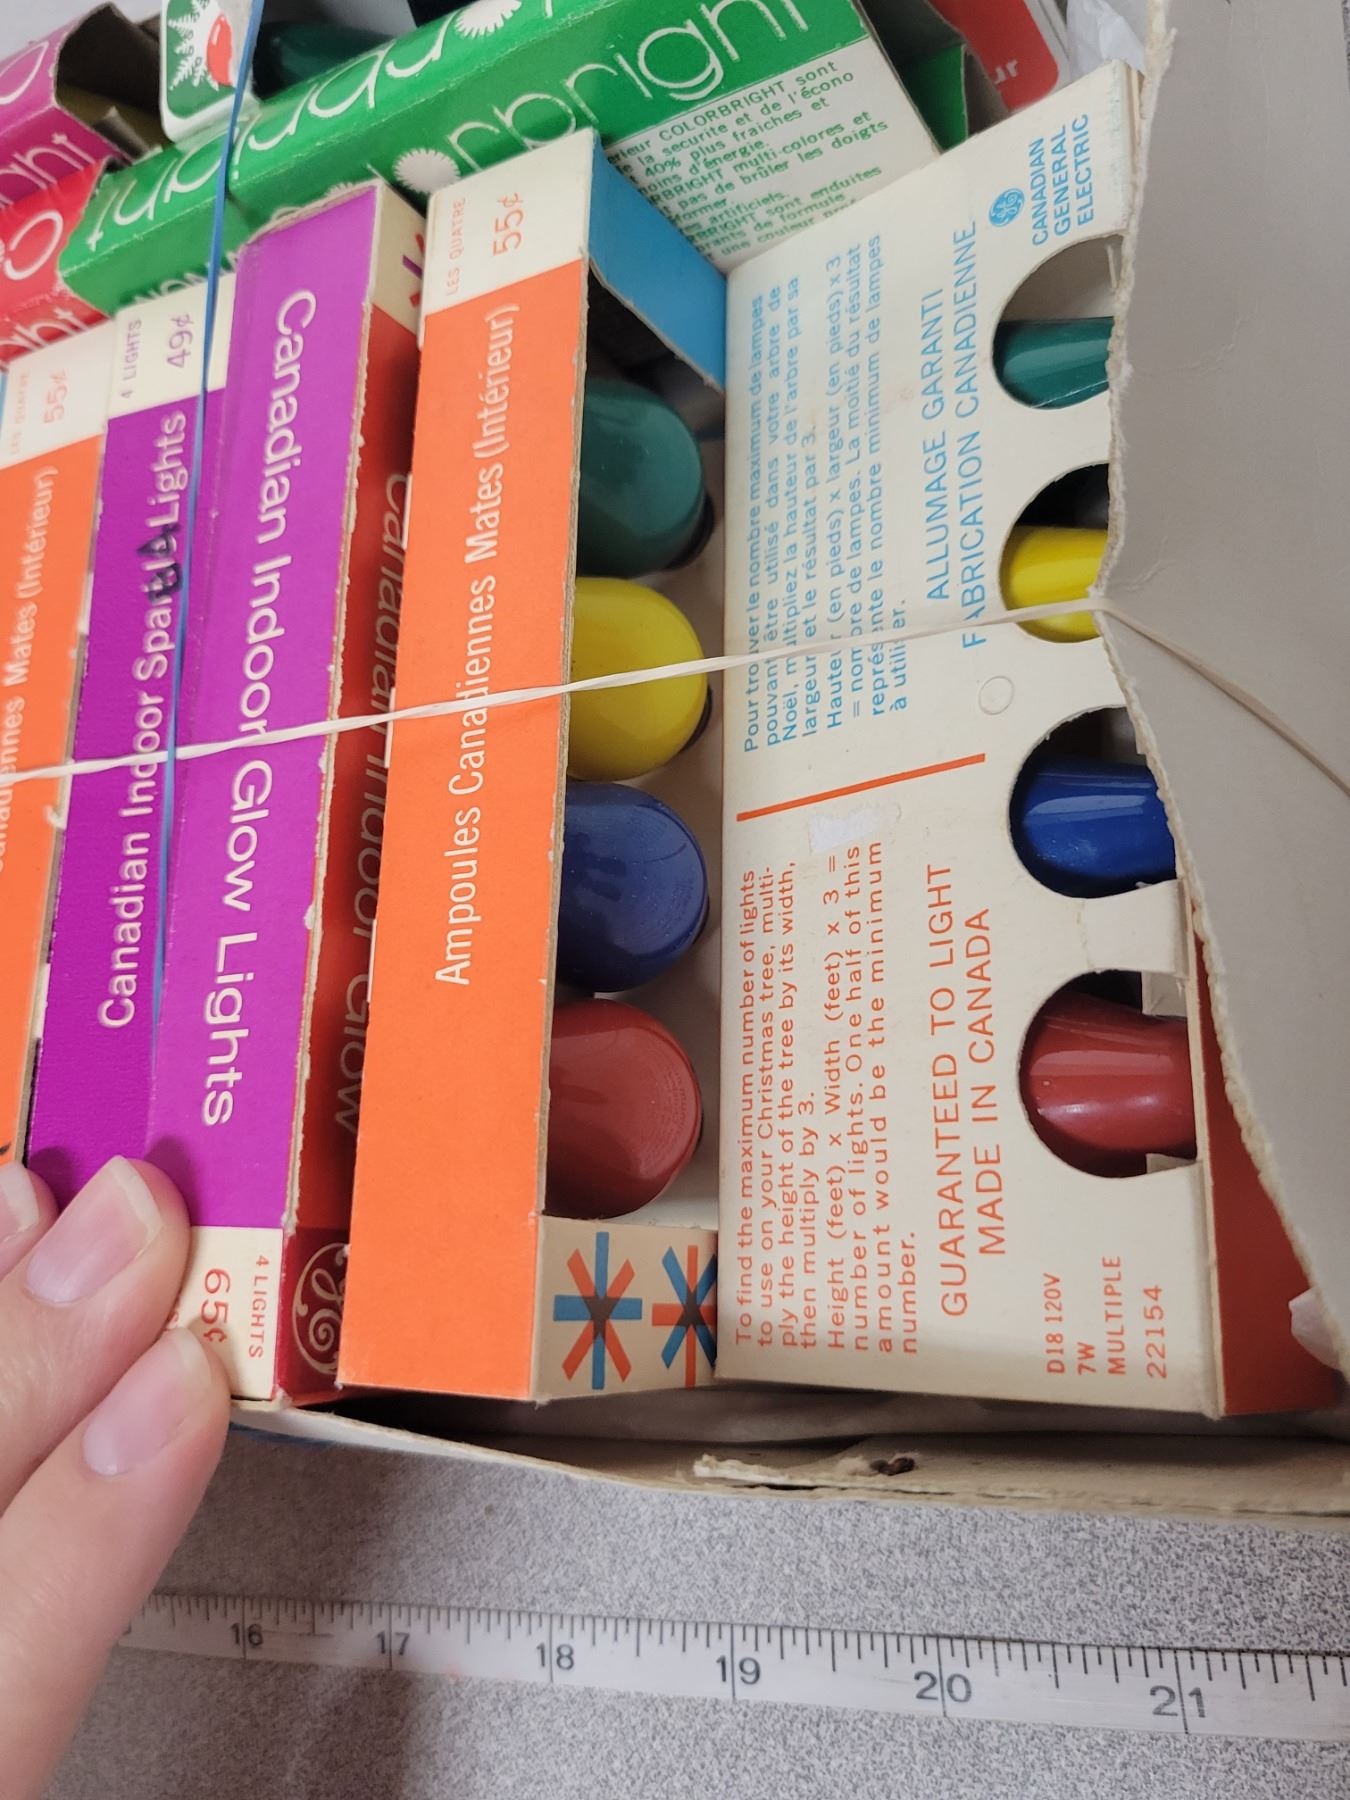 COLORBRIGHT sont
la securite et de l'écono
40% plus fraiches et
d'énergie.
multi-colores et
pas de brûler les doigts
artificiels.
sont enduites
de formule
une couleur
LES QUATRE
55¢
Ampoules Canadiennes Mates (Intérieur)
Canadian Indoor Glow Lights
4 LIGHTS
65¢
Canadian Indoor Glow
4 LIGHTS
49¢
Canadian Indoor Lights
55¢
Mates (Intérieur)
CANADIAN
GENERAL
ELECTRIC
Pour trouver le nombre maximum de lampes
pouvant être utilisé dans votre arbre de
Noël, multipliez la hauteur de l'arbre par sa
largeur et le résultat par 3.
Hauteur (en pieds) x largeur (en pieds) x 3
= nombre de lampes. La moitié du résultat
représente le nombre minimum de lampes
à utiliser.
ALLUMAGE GARANTI
FABRICATION CANADIENNE
To find the maximum number of lights
to use on your Christmas tree, multi-
ply the height of the tree by its width,
then multiply by 3.
Height (feet) x Width (feet) x 3 =
number of lights. One half of this
amount would be the minimum
number.
GUARANTEED TO LIGHT
MADE IN CANADA
D18 120V
7W
MULTIPLE
22154
16 17 18 19 20 21